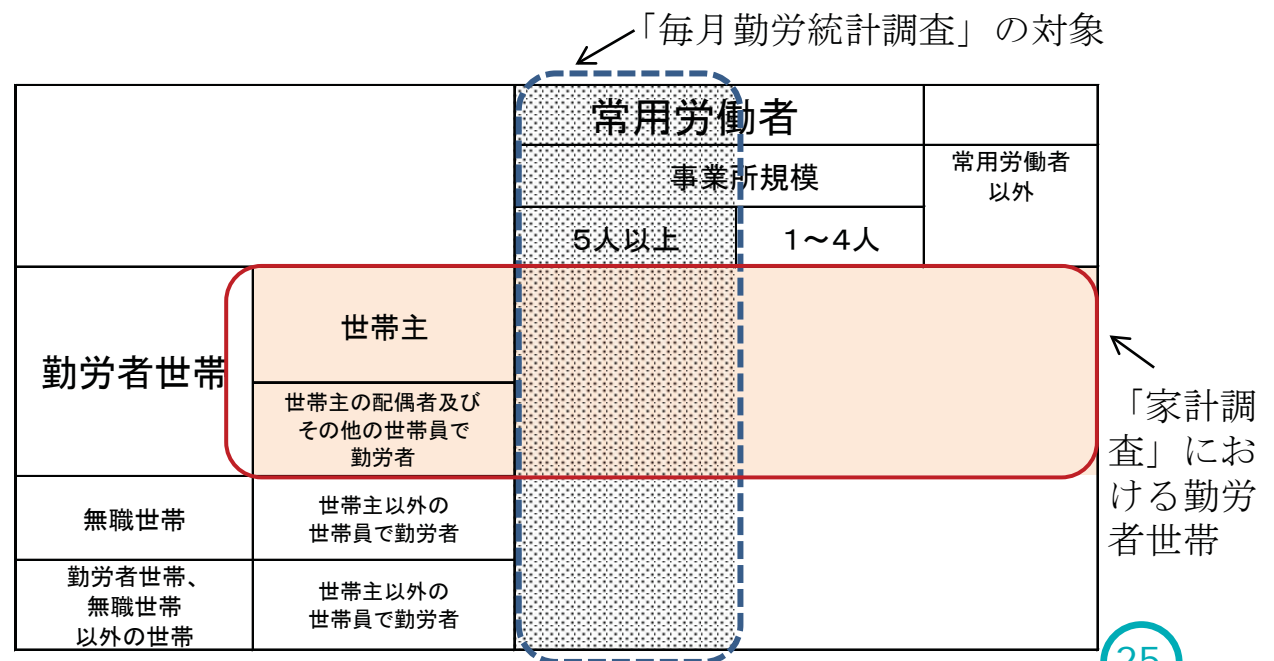 「毎月勤労統計調査」の対象
常用労働者
事業所規模
常用労働者
以外
5人以上
1～4人
勤労者世帯
世帯主
世帯主の配偶者及び
その他の世帯員で
勤労者
「家計調
査」にお
ける勤労
者世帯
無職世帯
世帯主以外の
世帯員で勤労者
勤労者世帯、
無職世帯
以外の世帯
世帯主以外の
世帯員で勤労者
25